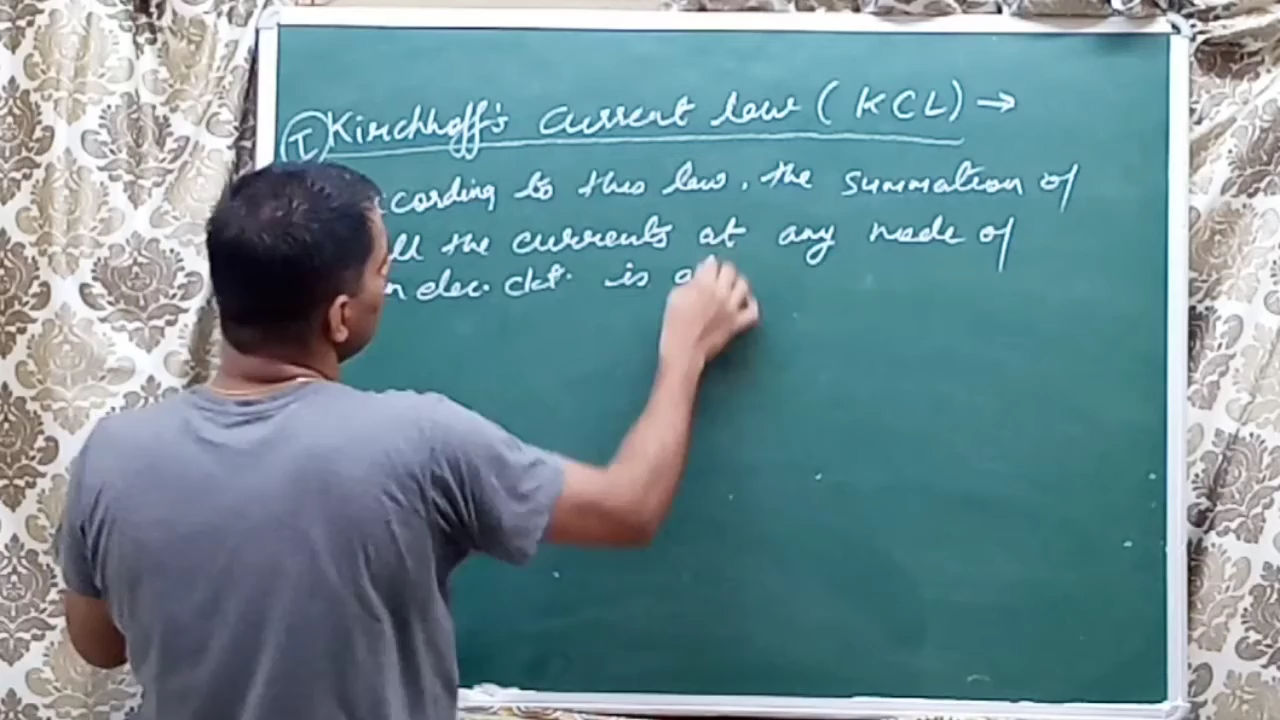 I Kirchhoff's current law (KCL) →
cording to this law, the summation of
ll the currents at any node of
n elec. ckt. is